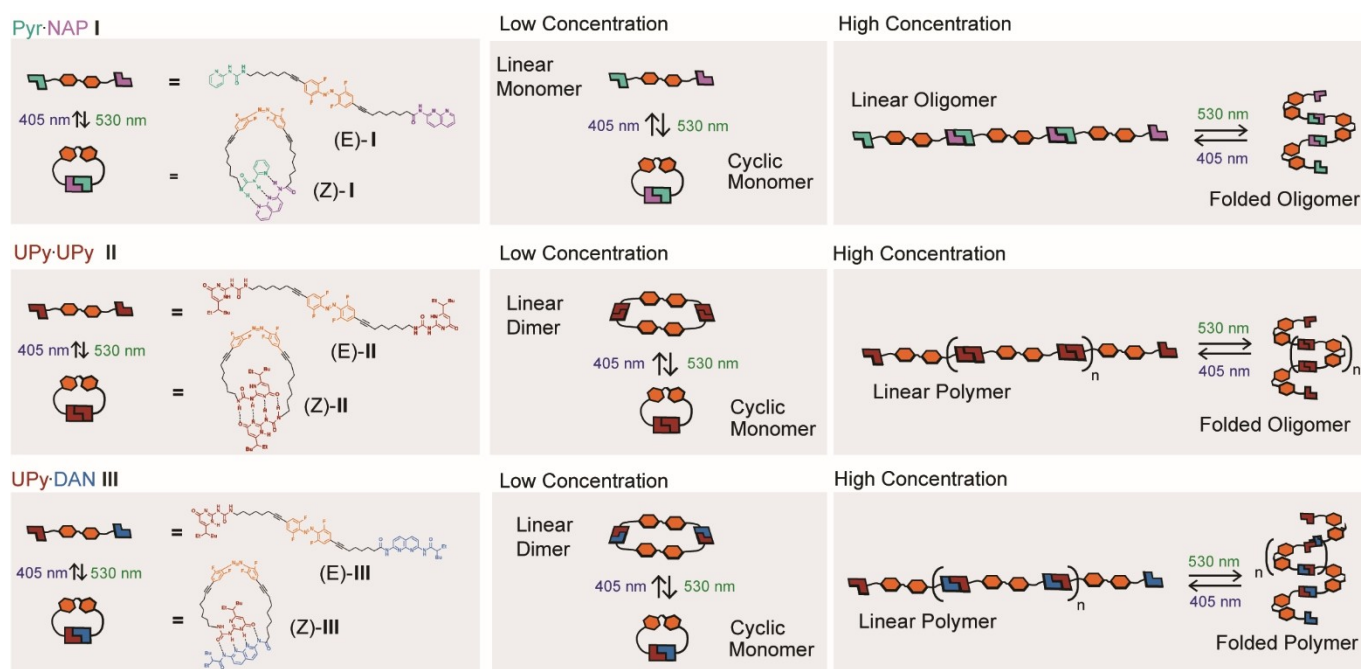 Pyr·NAP I
=
405 nm 530 nm
=
(E)-I
(Z)-I
Low Concentration
Linear
Monomer
405 nm 530 nm
Cyclic
Monomer
High Concentration
Linear Oligomer
530 nm
405 nm
Folded Oligomer
UPy·UPy II
=
405 nm 530 nm
=
(E)-II
(Z)-II
Low Concentration
Linear
Dimer
405 nm 530 nm
Cyclic
Monomer
High Concentration
n
Linear Polymer
530 nm
405 nm
n
Folded Oligomer
UPy·DAN III
=
405 nm 530 nm
=
(E)-III
(Z)-III
Low Concentration
Linear
Dimer
405 nm 530 nm
Cyclic
Monomer
High Concentration
n
Linear Polymer
530 nm
405 nm
n
Folded Polymer